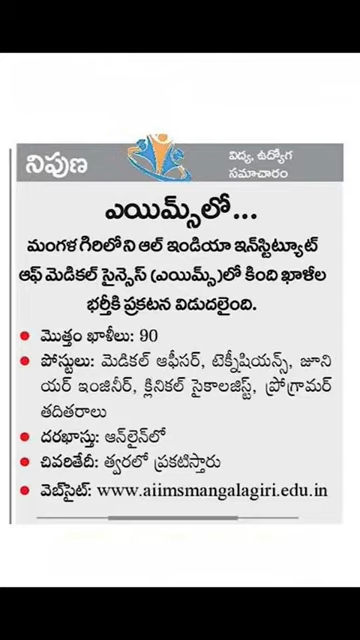 నిపుణ
విద్య, ఉద్యోగ
సమాచారం
ఎయిమ్స్‌లో...
మంగళ గిరిలోని ఆల్ ఇండియా ఇన్‌స్టిట్యూట్
ఆఫ్ మెడికల్ సైన్సెస్ (ఎయిమ్స్)లో కింది ఖాళీల
భర్తీకి ప్రకటన విడుదలైంది.
• మొత్తం ఖాళీలు: 90
• పోస్టులు: మెడికల్ ఆఫీసర్, టెక్నీషియన్స్, జూని
యర్ ఇంజినీర్, క్లినికల్ సైకాలజిస్ట్, ప్రోగ్రామర్
తదితరాలు
• దరఖాస్తు: ఆన్‌లైన్‌లో
• చివరితేదీ: త్వరలో ప్రకటిస్తారు
• వెబ్‌సైట్: www.aiimsmangalagiri.edu.in